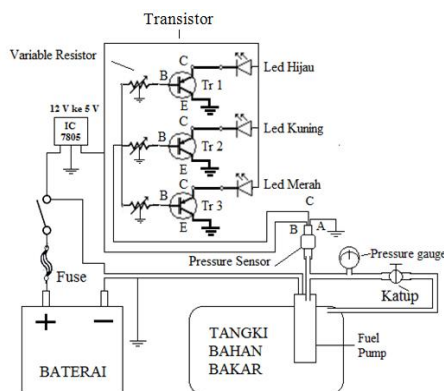 Transistor
Variable Resistor
C
Led Hijau
B
Tr 1
E
12 V ke 5 V
IC
7805
C
Led Kuning
B
Tr 2
E
C
Led Merah
B
Tr 3
E
C
B
A
Pressure Sensor
Pressure gauge
Katup
Fuse
+
−
BATERAI
TANGKI
BAHAN
BAKAR
Fuel
Pump